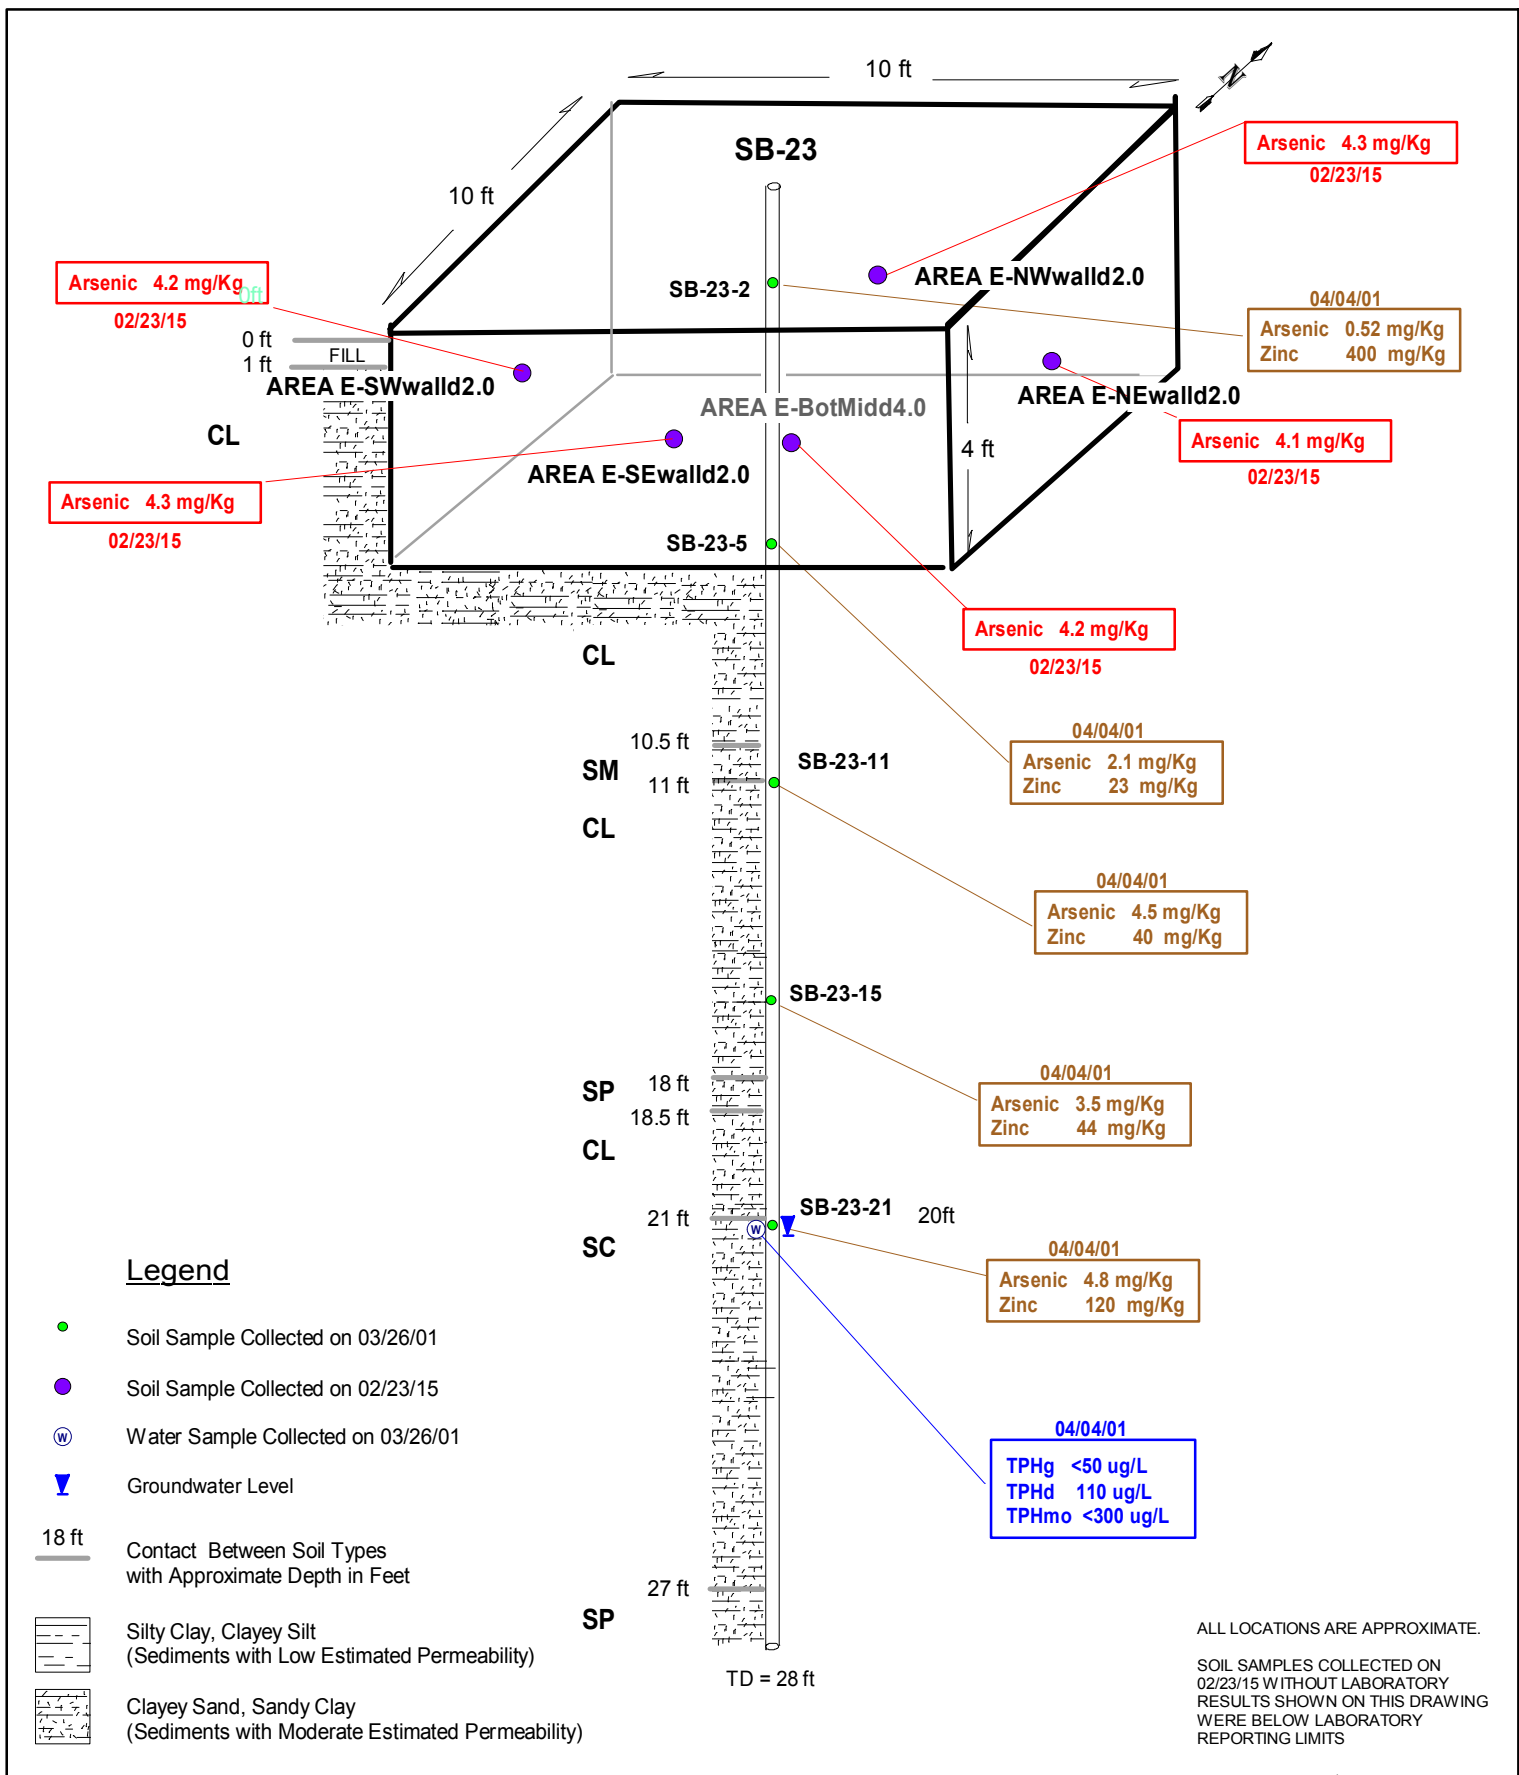 10 ft
N
SB-23
Arsenic 4.3 mg/Kg
02/23/15
10 ft
Arsenic 4.2 mg/Kg
0ft
02/23/15
SB-23-2
AREA E-NWwalld2.0
04/04/01
Arsenic 0.52 mg/Kg
Zinc 400 mg/Kg
0 ft
FILL
1 ft
AREA E-SWwalld2.0
AREA E-BotMidd4.0
AREA E-NEwalld2.0
CL
4 ft
Arsenic 4.1 mg/Kg
02/23/15
AREA E-SEwalld2.0
Arsenic 4.3 mg/Kg
02/23/15
SB-23-5
Arsenic 4.2 mg/Kg
02/23/15
CL
04/04/01
Arsenic 2.1 mg/Kg
Zinc 23 mg/Kg
10.5 ft
SM
SB-23-11
11 ft
CL
04/04/01
Arsenic 4.5 mg/Kg
Zinc 40 mg/Kg
SB-23-15
04/04/01
Arsenic 3.5 mg/Kg
Zinc 44 mg/Kg
SP
18 ft
18.5 ft
CL
SB-23-21
20ft
21 ft
W
SC
04/04/01
Arsenic 4.8 mg/Kg
Zinc 120 mg/Kg
04/04/01
TPHg <50 ug/L
TPHd 110 ug/L
TPHmo <300 ug/L
27 ft
SP
TD = 28 ft
Legend
Soil Sample Collected on 03/26/01
Soil Sample Collected on 02/23/15
W
Water Sample Collected on 03/26/01
Groundwater Level
18 ft
Contact Between Soil Types
with Approximate Depth in Feet
Silty Clay, Clayey Silt
(Sediments with Low Estimated Permeability)
Clayey Sand, Sandy Clay
(Sediments with Moderate Estimated Permeability)
ALL LOCATIONS ARE APPROXIMATE.
SOIL SAMPLES COLLECTED ON
02/23/15 WITHOUT LABORATORY
RESULTS SHOWN ON THIS DRAWING
WERE BELOW LABORATORY
REPORTING LIMITS